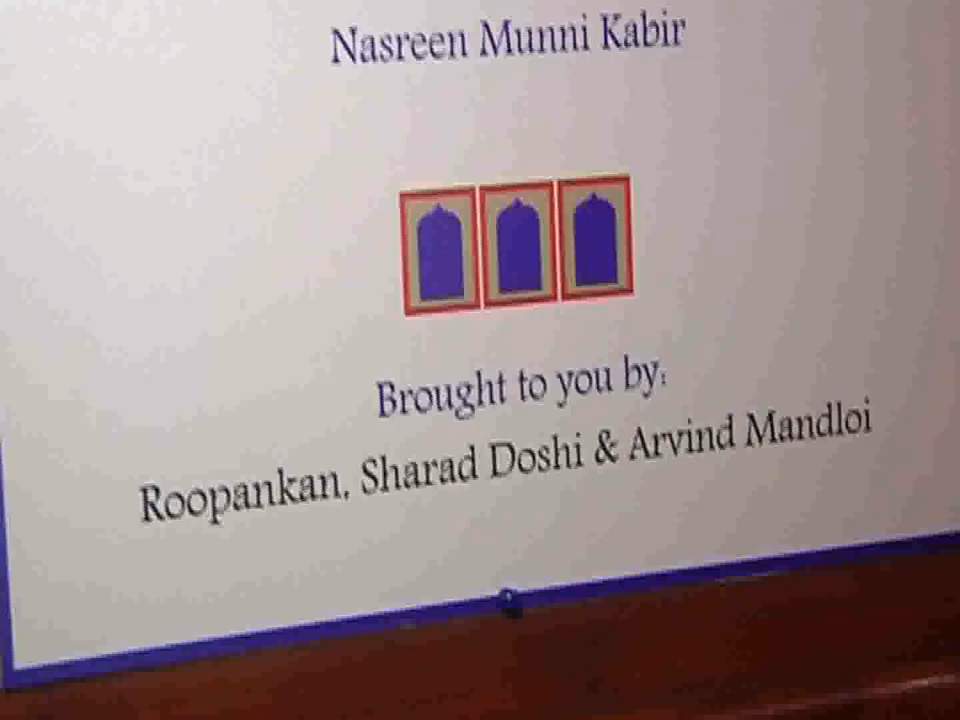 Nasreen Munni Kabir
Brought to you by:
Roopankan, Sharad Doshi & Arvind Mandloi